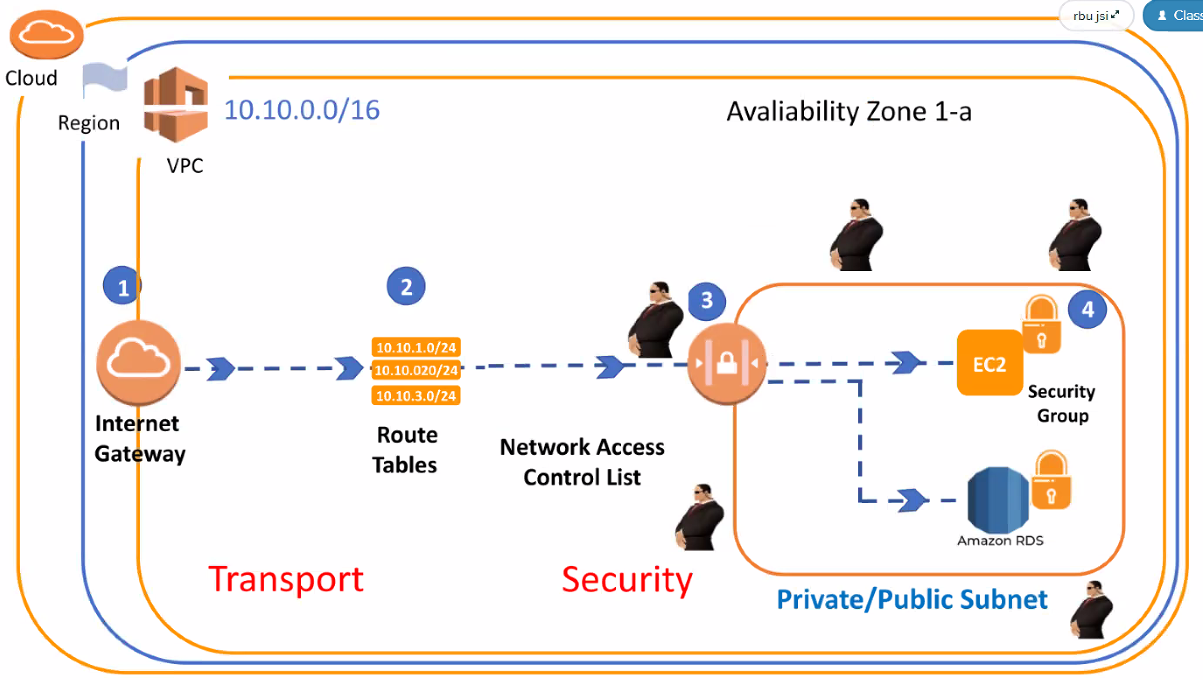 rbu jsi
Class
Cloud
Region
VPC
10.10.0.0/16
Avaliability Zone 1-a
1
Internet
Gateway
2
10.10.1.0/24
10.10.020/24
10.10.3.0/24
Route
Tables
Network Access
Control List
3
4
EC2
Security
Group
Amazon RDS
Transport
Security
Private/Public Subnet